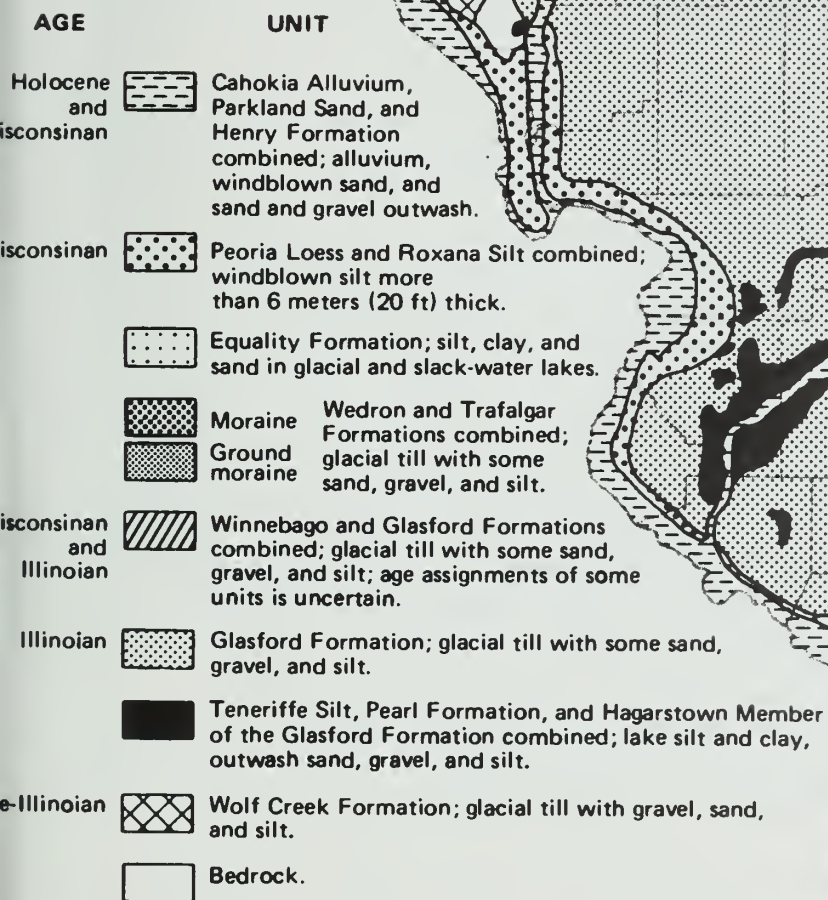 AGE UNIT
Holocene and isconsinan
Cahokia Alluvium,
Parkland Sand, and
Henry Formation
combined; alluvium,
windblown sand, and
sand and gravel outwash.
isconsinan
Peoria Loess and Roxana Silt combined;
windblown silt more
than 6 meters (20 ft) thick.
Equality Formation; silt, clay, and
sand in glacial and slack-water lakes.
Moraine
Ground
moraine
Wedron and Trafalgar
Formations combined;
glacial till with some
sand, gravel, and silt.
isconsinan
and
Illinoian
Winnebago and Glasford Formations
combined; glacial till with some sand,
gravel, and silt; age assignments of some
units is uncertain.
Illinoian
Glasford Formation; glacial till with some sand,
gravel, and silt.
Teneriffe Silt, Pearl Formation, and Hagarstown Member
of the Glasford Formation combined; lake silt and clay,
outwash sand, gravel, and silt.
e-Illinoian
Wolf Creek Formation; glacial till with gravel, sand,
and silt.
Bedrock.